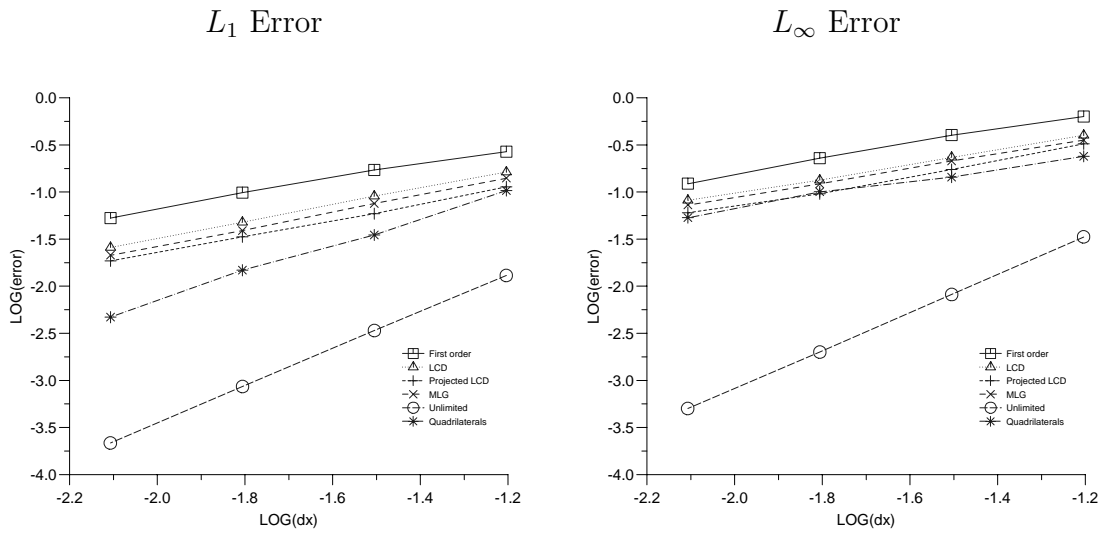 L₁ Error
0.0
-0.5
-1.0
-1.5
-2.0
-2.5
-3.0
-3.5
-4.0
LOG(error)
-2.2 -2.0 -1.8 -1.6 -1.4 -1.2
LOG(dx)
First order
LCD
Projected LCD
MLG
Unlimited
Quadrilaterals
L∞ Error
0.0
-0.5
-1.0
-1.5
-2.0
-2.5
-3.0
-3.5
-4.0
LOG(error)
-2.2 -2.0 -1.8 -1.6 -1.4 -1.2
LOG(dx)
First order
LCD
Projected LCD
MLG
Unlimited
Quadrilaterals